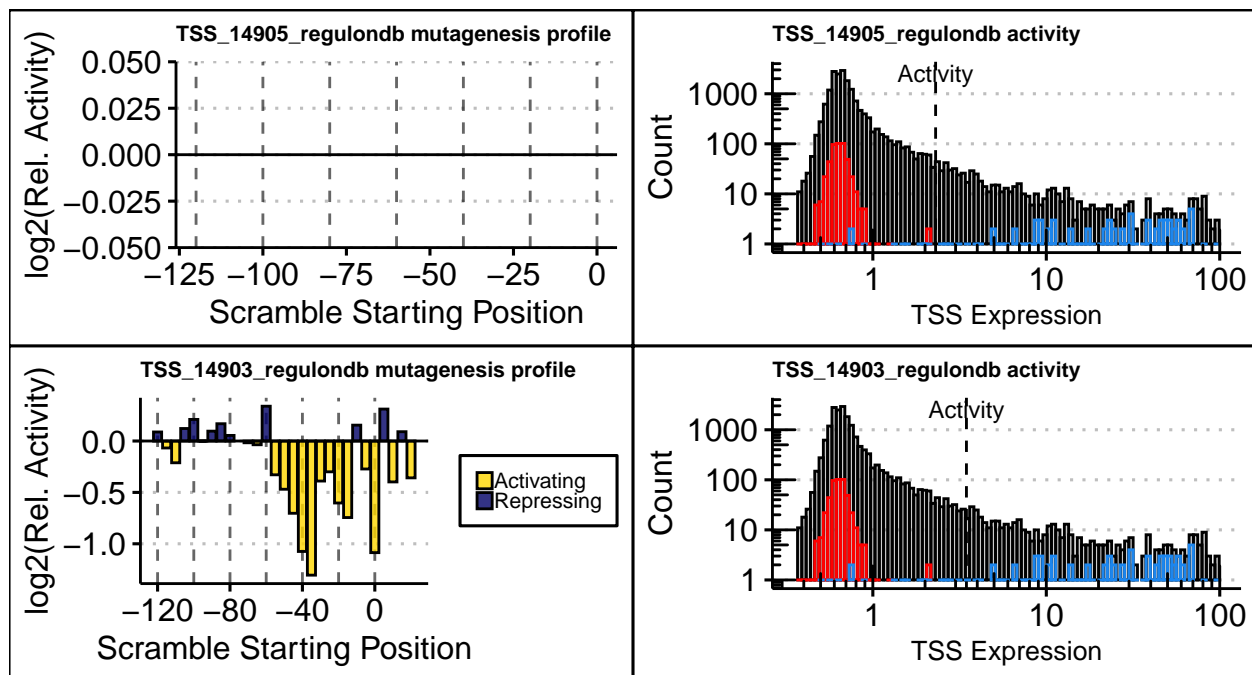 TSS_14905_regulondb mutagenesis profile
log2(Rel. Activity)
0.050
0.025
0.000
−0.025
−0.050
−125 −100 −75 −50 −25 0
Scramble Starting Position
TSS_14905_regulondb activity
Activity
Count
1000
100
10
1
1 10 100
TSS Expression
TSS_14903_regulondb mutagenesis profile
log2(Rel. Activity)
0.0
−0.5
−1.0
−120 −80 −40 0
Scramble Starting Position
Activating
Repressing
TSS_14903_regulondb activity
Activity
Count
1000
100
10
1
1 10 100
TSS Expression